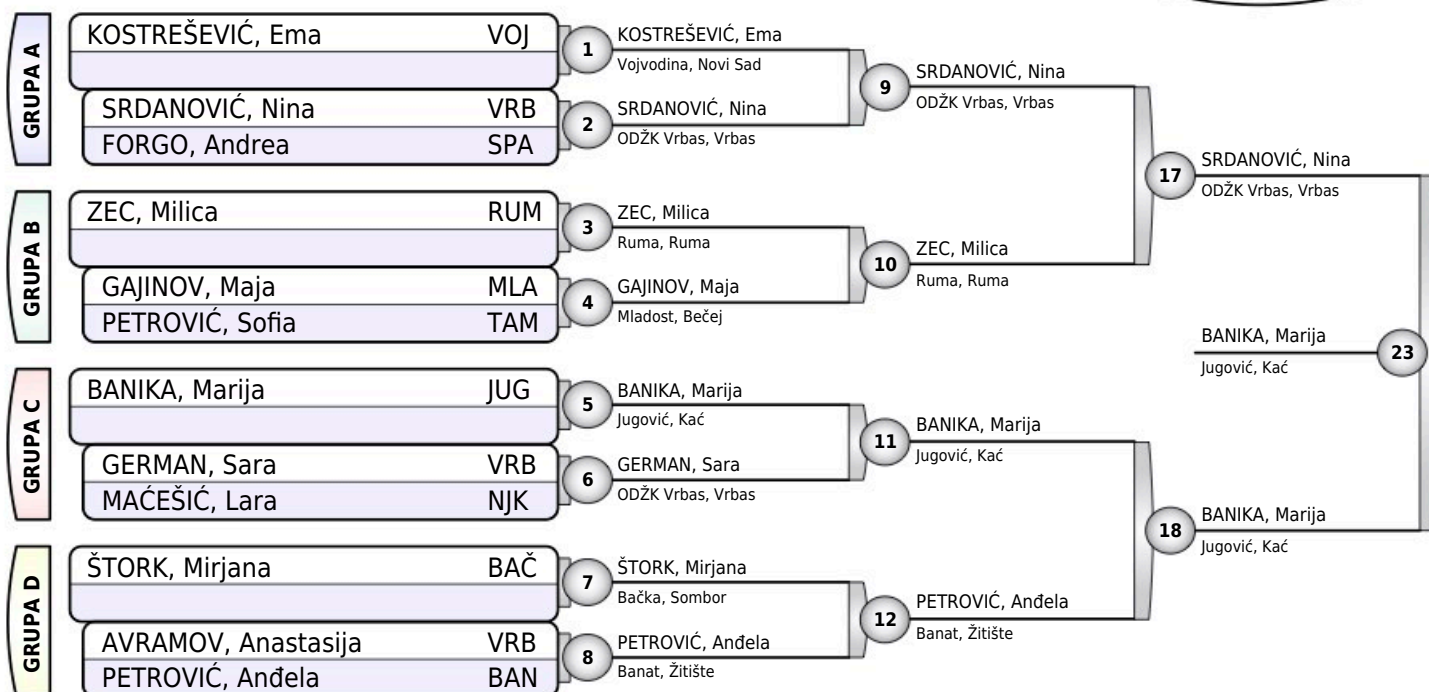 GRUPA A
KOSTREŠEVIĆ, Ema VOJ
SRDANOVIĆ, Nina VRB
FORGO, Andrea SPA
1
KOSTREŠEVIĆ, Ema
Vojvodina, Novi Sad
2
SRDANOVIĆ, Nina
ODŽK Vrbas, Vrbas
9
SRDANOVIĆ, Nina
ODŽK Vrbas, Vrbas
GRUPA B
ZEC, Milica RUM
GAJINOV, Maja MLA
PETROVIĆ, Sofia TAM
3
ZEC, Milica
Ruma, Ruma
4
GAJINOV, Maja
Mladost, Bečej
10
ZEC, Milica
Ruma, Ruma
17
SRDANOVIĆ, Nina
ODŽK Vrbas, Vrbas
GRUPA C
BANIKA, Marija JUG
GERMAN, Sara VRB
MAĆEŠIĆ, Lara NJK
5
BANIKA, Marija
Jugović, Kać
6
GERMAN, Sara
ODŽK Vrbas, Vrbas
11
BANIKA, Marija
Jugović, Kać
GRUPA D
ŠTORK, Mirjana BAČ
AVRAMOV, Anastasija VRB
PETROVIĆ, Anđela BAN
7
ŠTORK, Mirjana
Bačka, Sombor
8
PETROVIĆ, Anđela
Banat, Žitište
12
PETROVIĆ, Anđela
Banat, Žitište
18
BANIKA, Marija
Jugović, Kać
BANIKA, Marija
Jugović, Kać
23